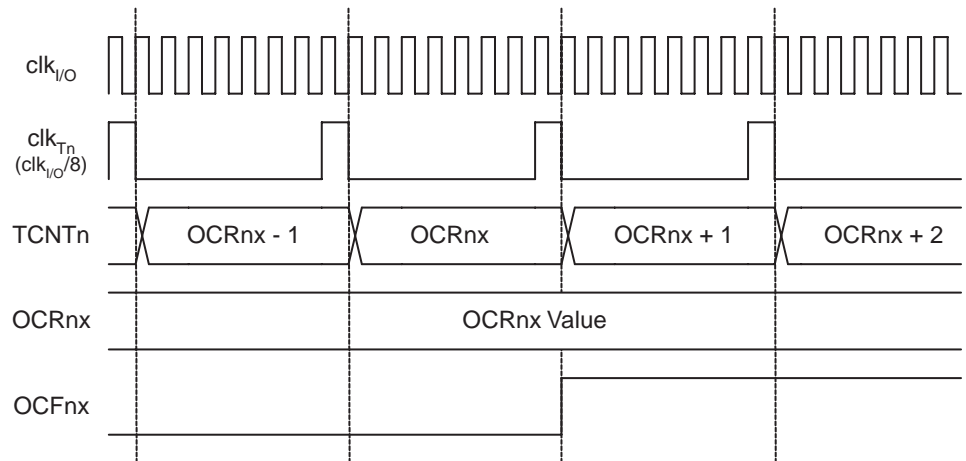 clkI/O
clkTn
(clkI/O/8)
TCNTn
OCRnx - 1
OCRnx
OCRnx + 1
OCRnx + 2
OCRnx
OCRnx Value
OCFnx